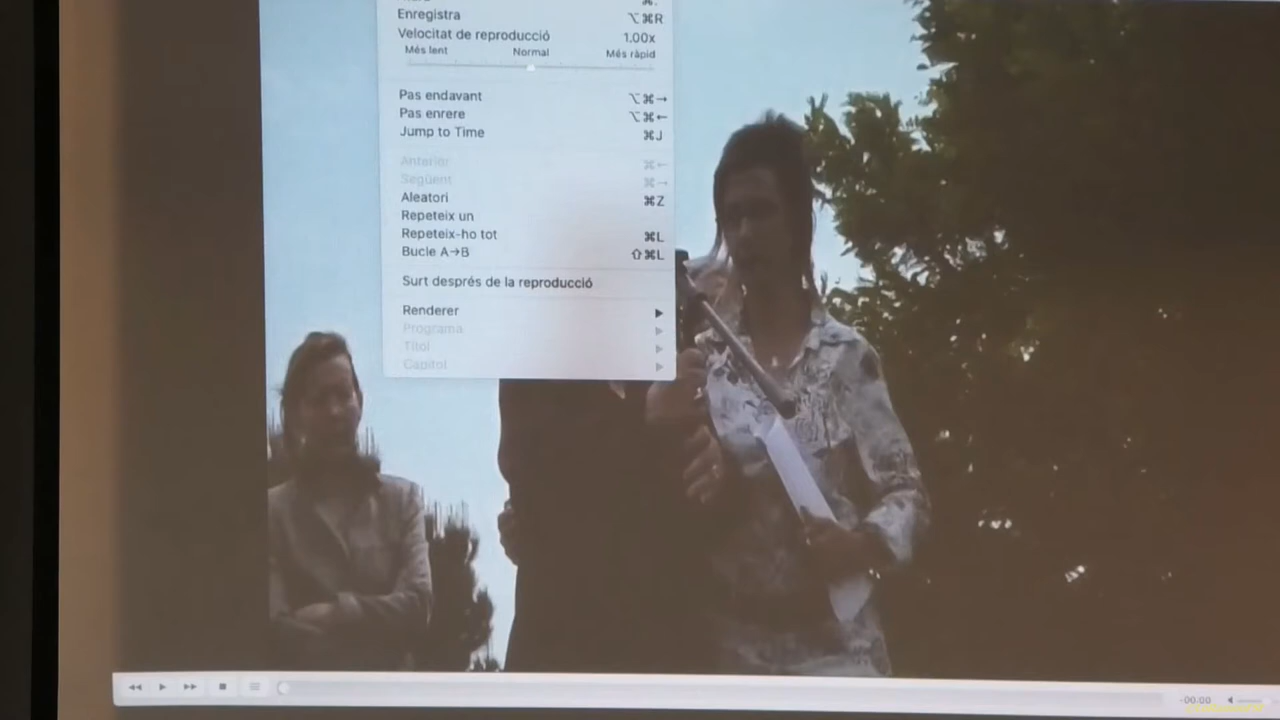 Enregistra ⌥⌘R
Velocitat de reproducció 1.00x
Més lent Normal Més ràpid
Pas endavant ⌥⌘→
Pas enrere ⌥⌘←
Jump to Time ⌘J
Anterior ⌘←
Següent ⌘→
Aleatori ⌘Z
Repeteix un
Repeteix-ho tot ⌘L
Bucle A→B ⇧⌘L
Surt després de la reproducció
Renderer
Programa
Títol
Capítol
-00:00